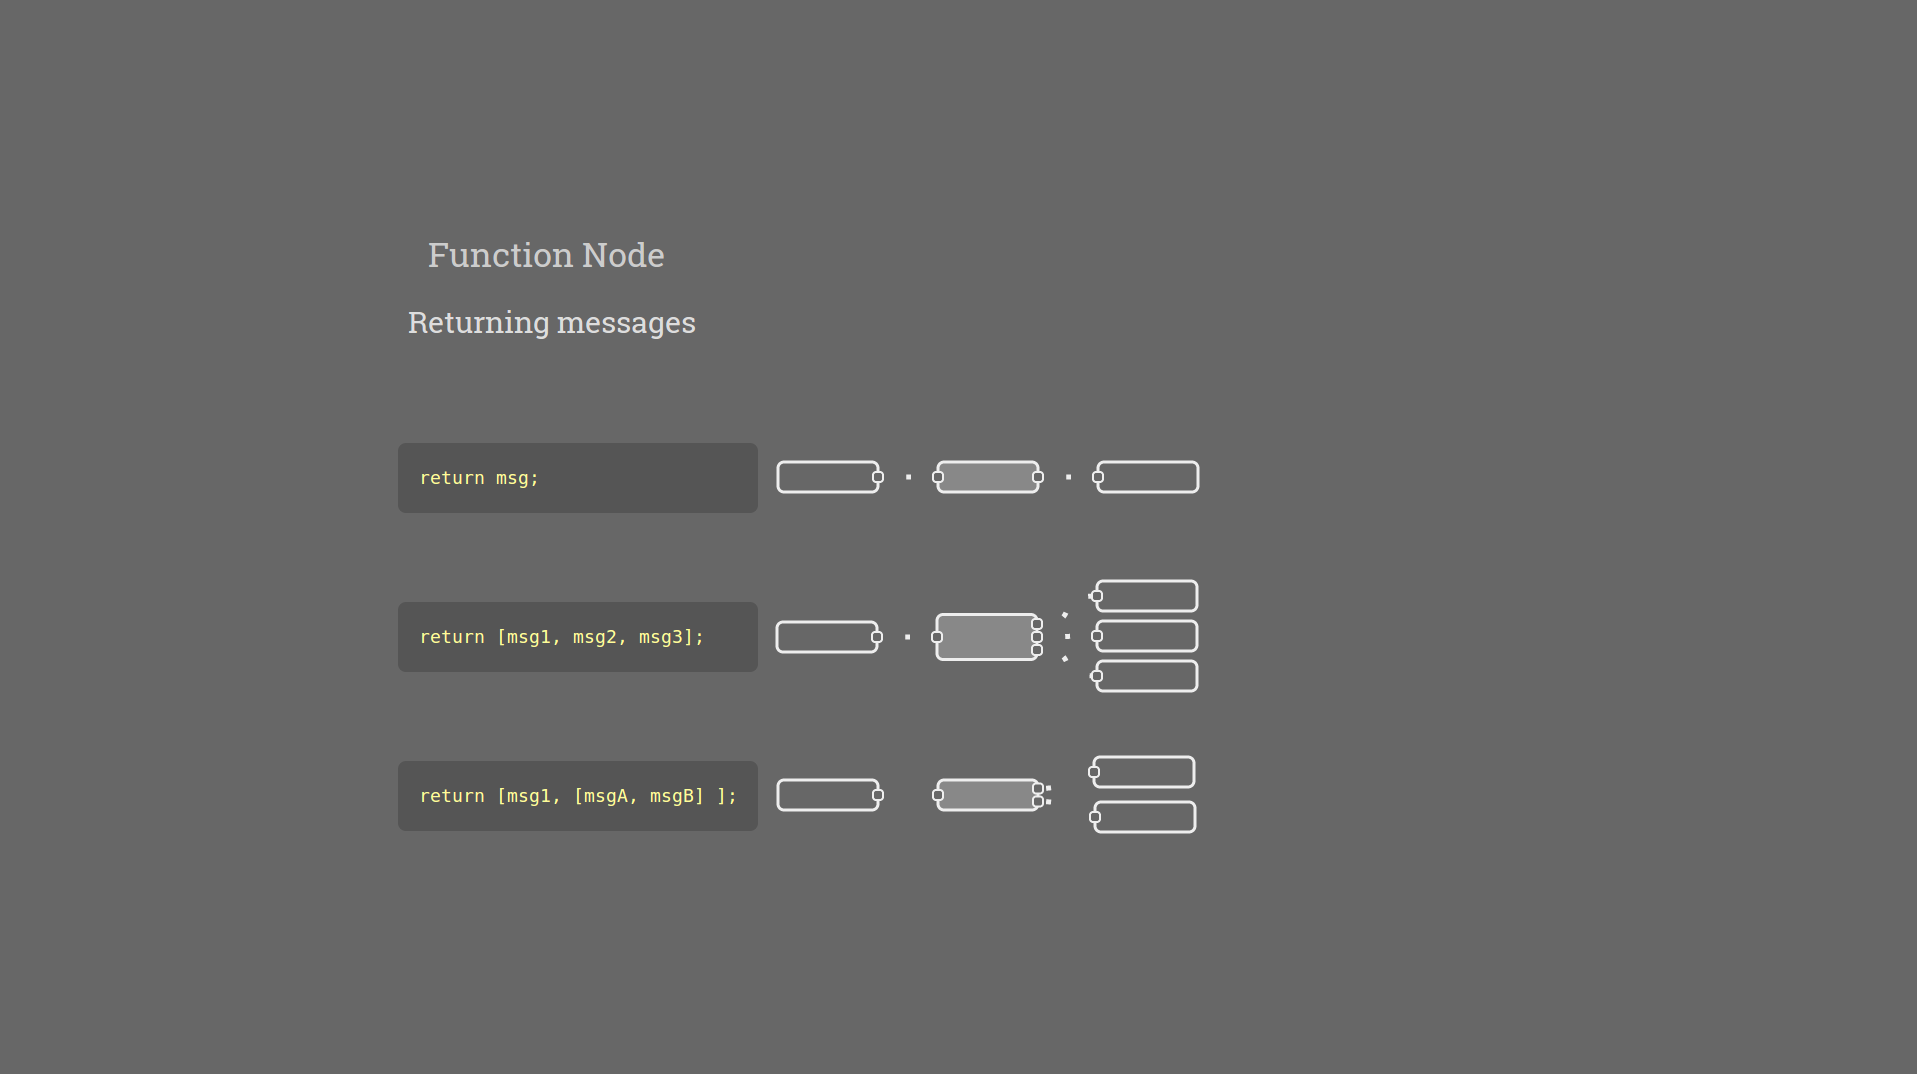 Function Node
Returning messages
return msg;
return [msg1, msg2, msg3];
return [msg1, [msgA, msgB] ];